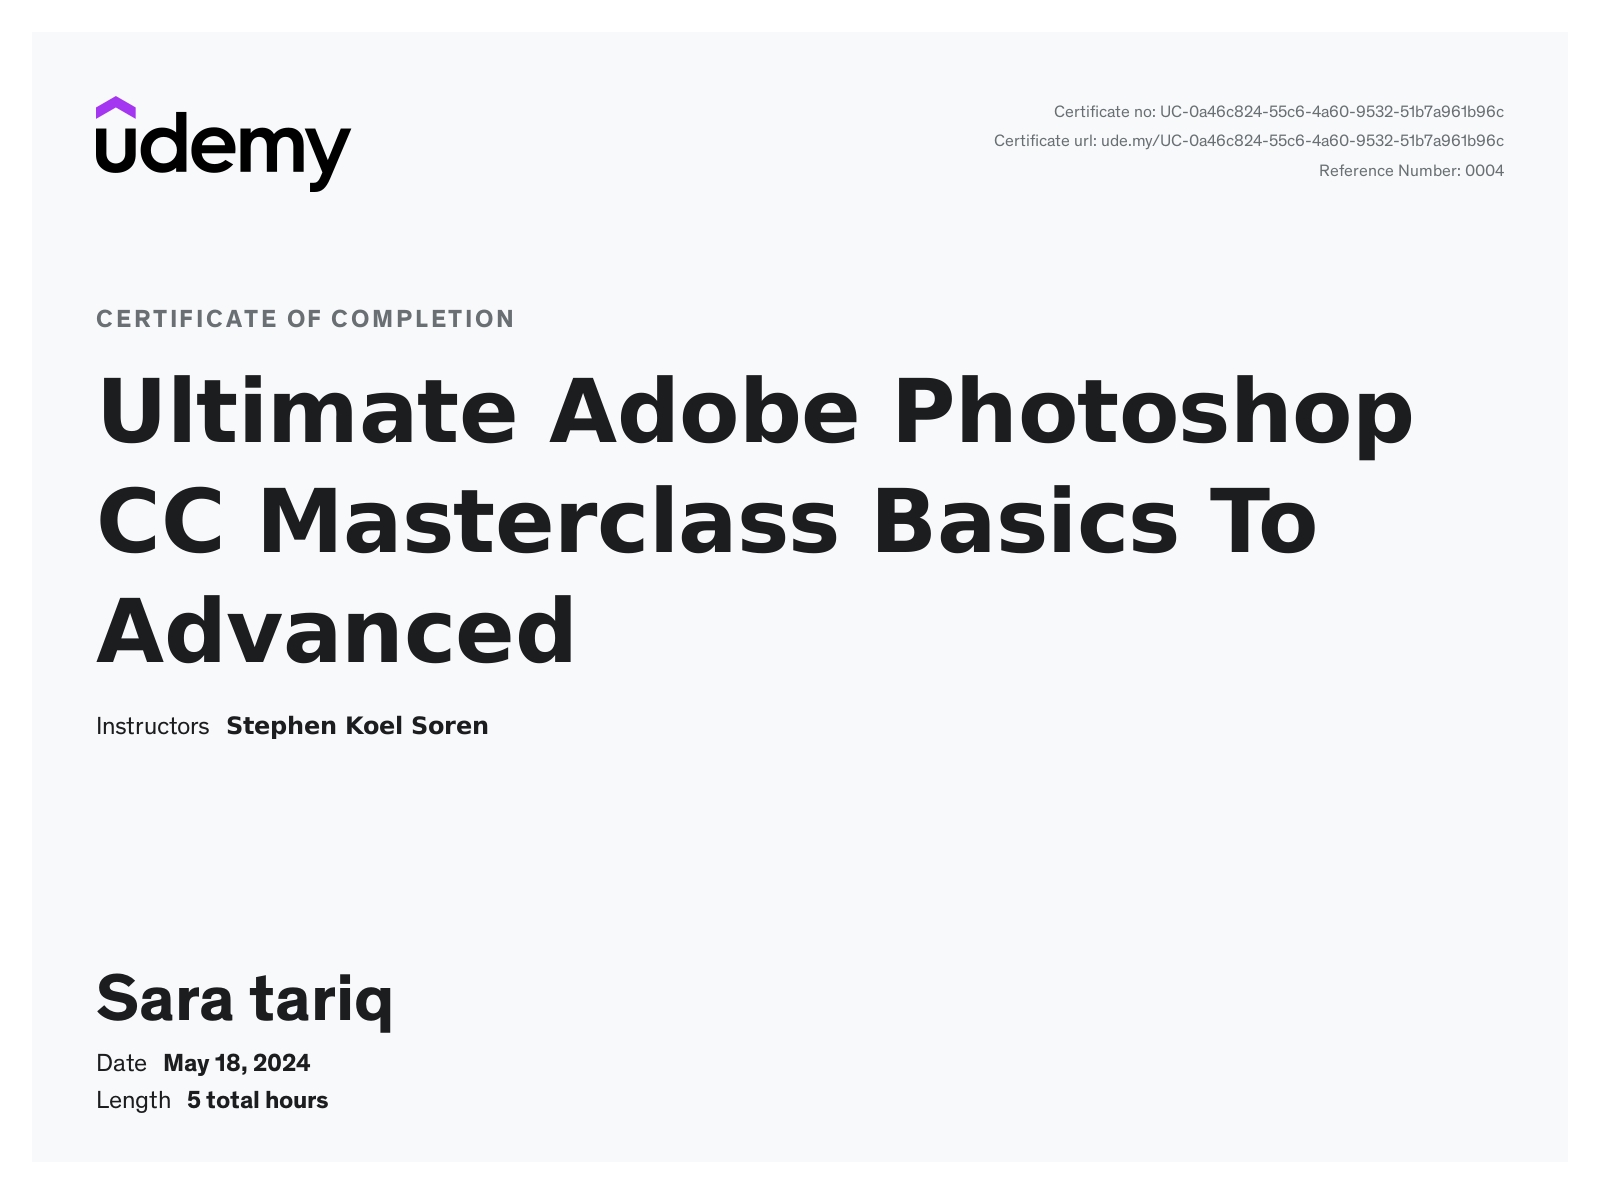 udemy
Certificate no: UC-0a46c824-55c6-4a60-9532-51b7a961b96c
Certificate url: ude.my/UC-0a46c824-55c6-4a60-9532-51b7a961b96c
Reference Number: 0004
CERTIFICATE OF COMPLETION
Ultimate Adobe Photoshop
CC Masterclass Basics To
Advanced
Instructors Stephen Koel Soren
Sara tariq
Date May 18, 2024
Length 5 total hours